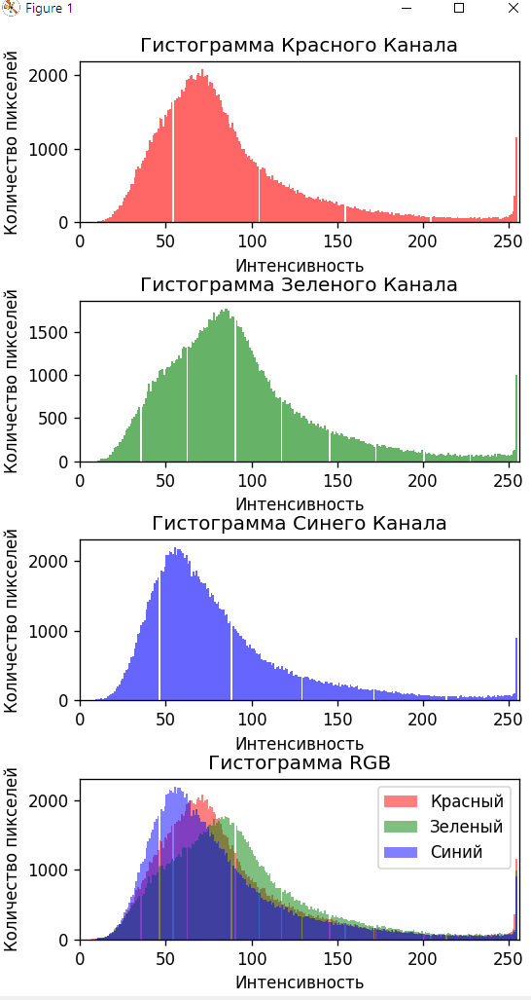 Figure 1
Гистограмма Красного Канала
Количество пикселей
2000
1000
0
0 50 100 150 200 250
Интенсивность
Гистограмма Зеленого Канала
Количество пикселей
1500
1000
500
0
0 50 100 150 200 250
Интенсивность
Гистограмма Синего Канала
Количество пикселей
2000
1000
0
0 50 100 150 200 250
Интенсивность
Гистограмма RGB
Количество пикселей
2000
1000
0
Красный
Зеленый
Синий
0 50 100 150 200 250
Интенсивность